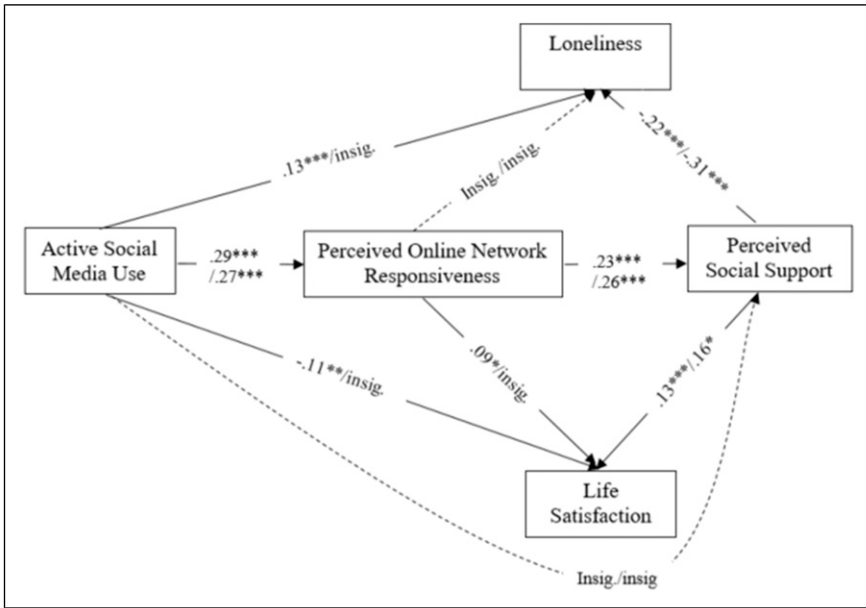 Loneliness
.13***/insig.
Insig./insig.
-.22***/-.31***
Active Social
Media Use
.29***
/.27***
Perceived Online Network
Responsiveness
.23***
/.26***
Perceived
Social Support
-.11**/insig.
.09*/insig.
.13***/.16*
Life
Satisfaction
Insig./insig